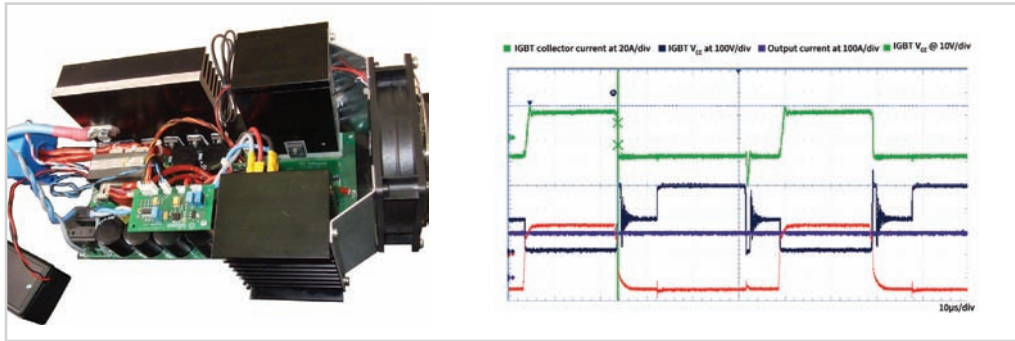 IGBT collector current at 20A/div IGBT VCE at 100V/div Output current at 100A/div IGBT VCE @ 10V/div
10µs/div